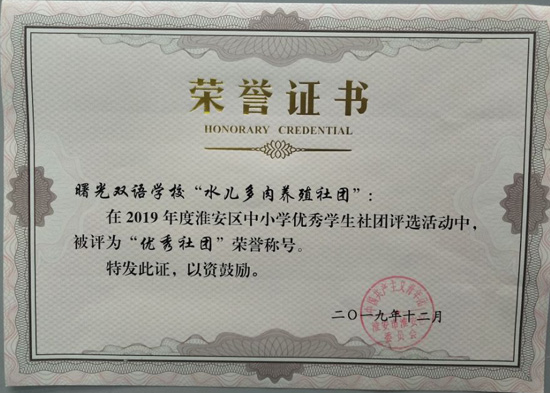 荣誉证书
HONORARY CREDENTIAL
曙光双语学校“水儿多肉养殖社团”：
在2019年度淮安区中小学优秀学生社团评选活动中，
被评为“优秀社团”荣誉称号。
特发此证，以资鼓励。
二〇一九年十二月
委员会